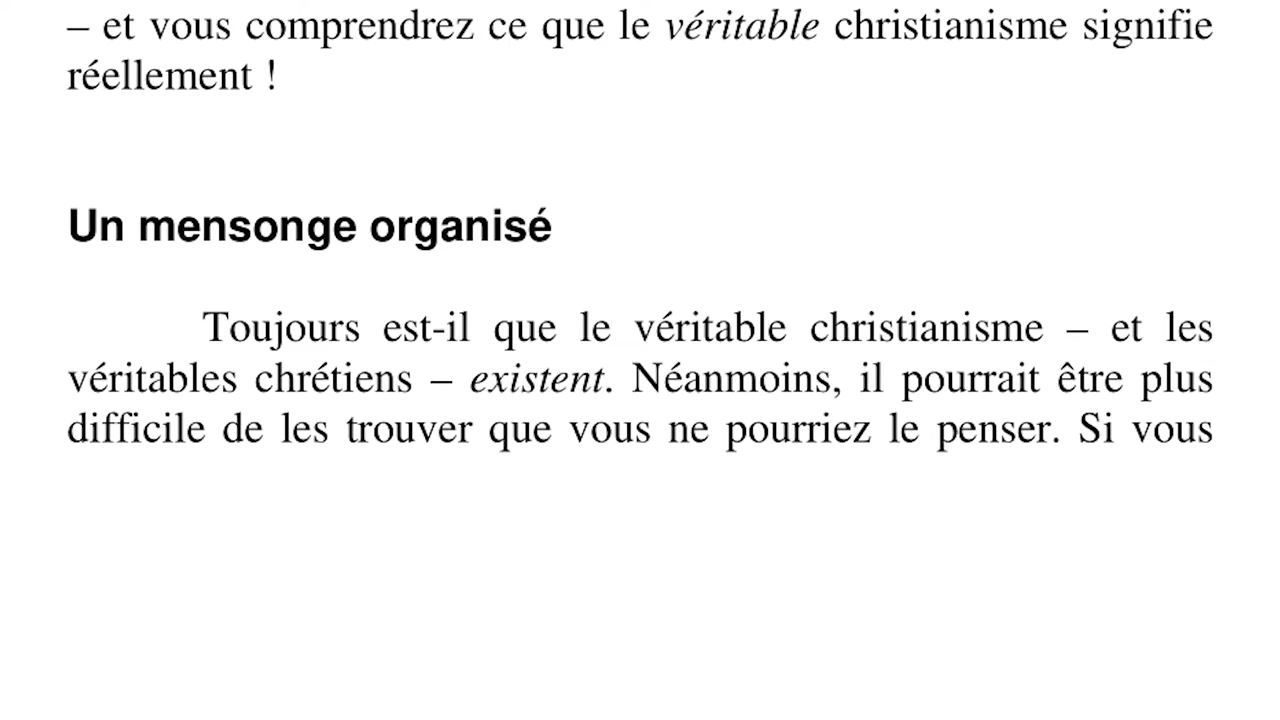 – et vous comprendrez ce que le véritable christianisme signifie
réellement !
Un mensonge organisé
Toujours est-il que le véritable christianisme – et les
véritables chrétiens – existent. Néanmoins, il pourrait être plus
difficile de les trouver que vous ne pourriez le penser. Si vous